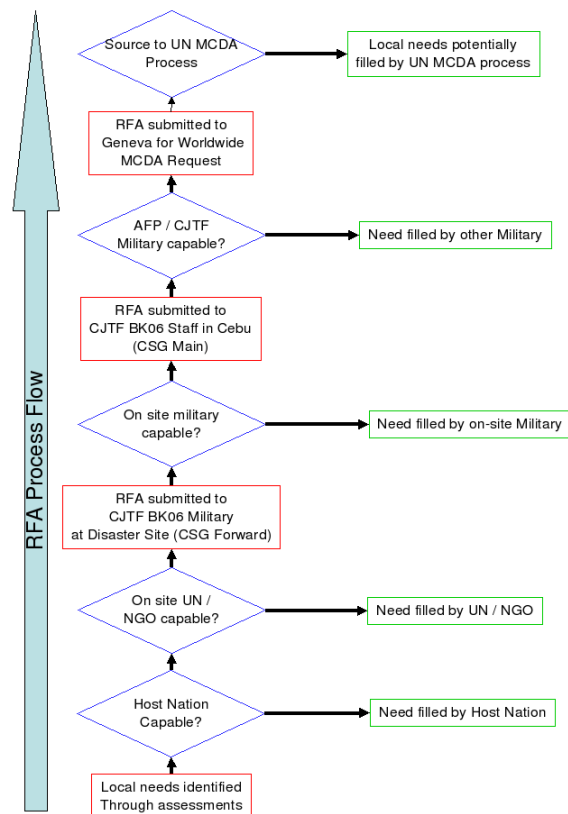 Source to UN MCDA
Process
Local needs potentially
filled by UN MCDA process
RFA submitted to
Geneva for Worldwide
MCDA Request
AFP / CJTF
Military capable?
Need filled by other Military
RFA submitted to
CJTF BK06 Staff in Cebu
(CSG Main)
On site military
capable?
Need filled by on-site Military
RFA submitted to
CJTF BK06 Military
at Disaster Site (CSG Forward)
On site UN /
NGO capable?
Need filled by UN / NGO
Host Nation
Capable?
Need filled by Host Nation
Local needs identified
Through assessments
RFA Process Flow